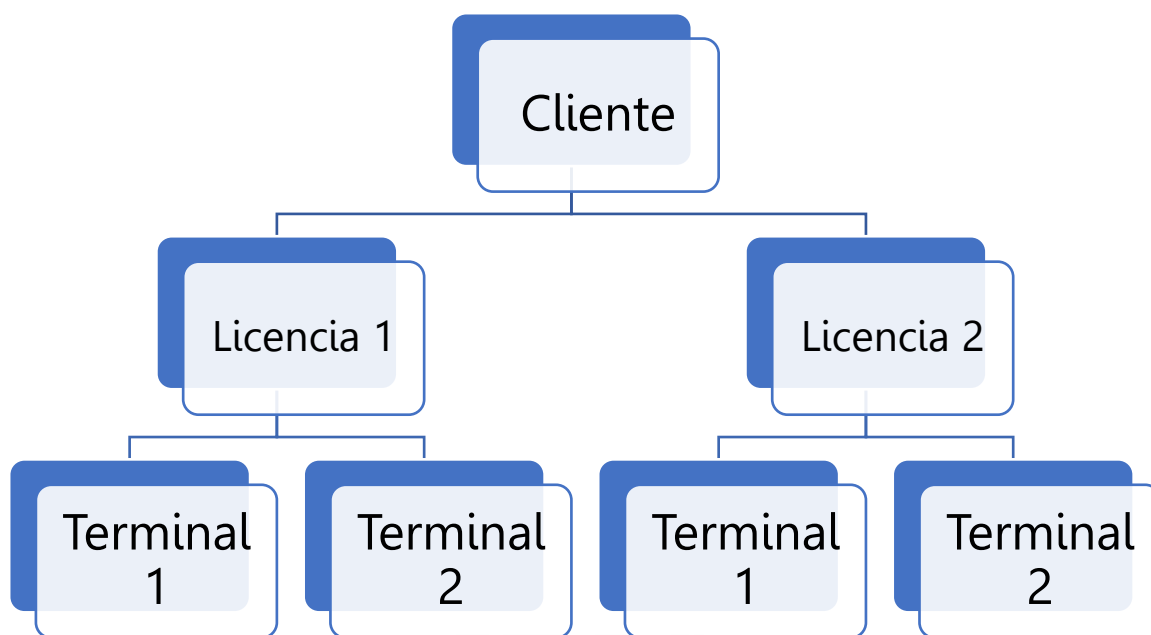 Cliente
Licencia 1
Licencia 2
Terminal
1
Terminal
2
Terminal
1
Terminal
2